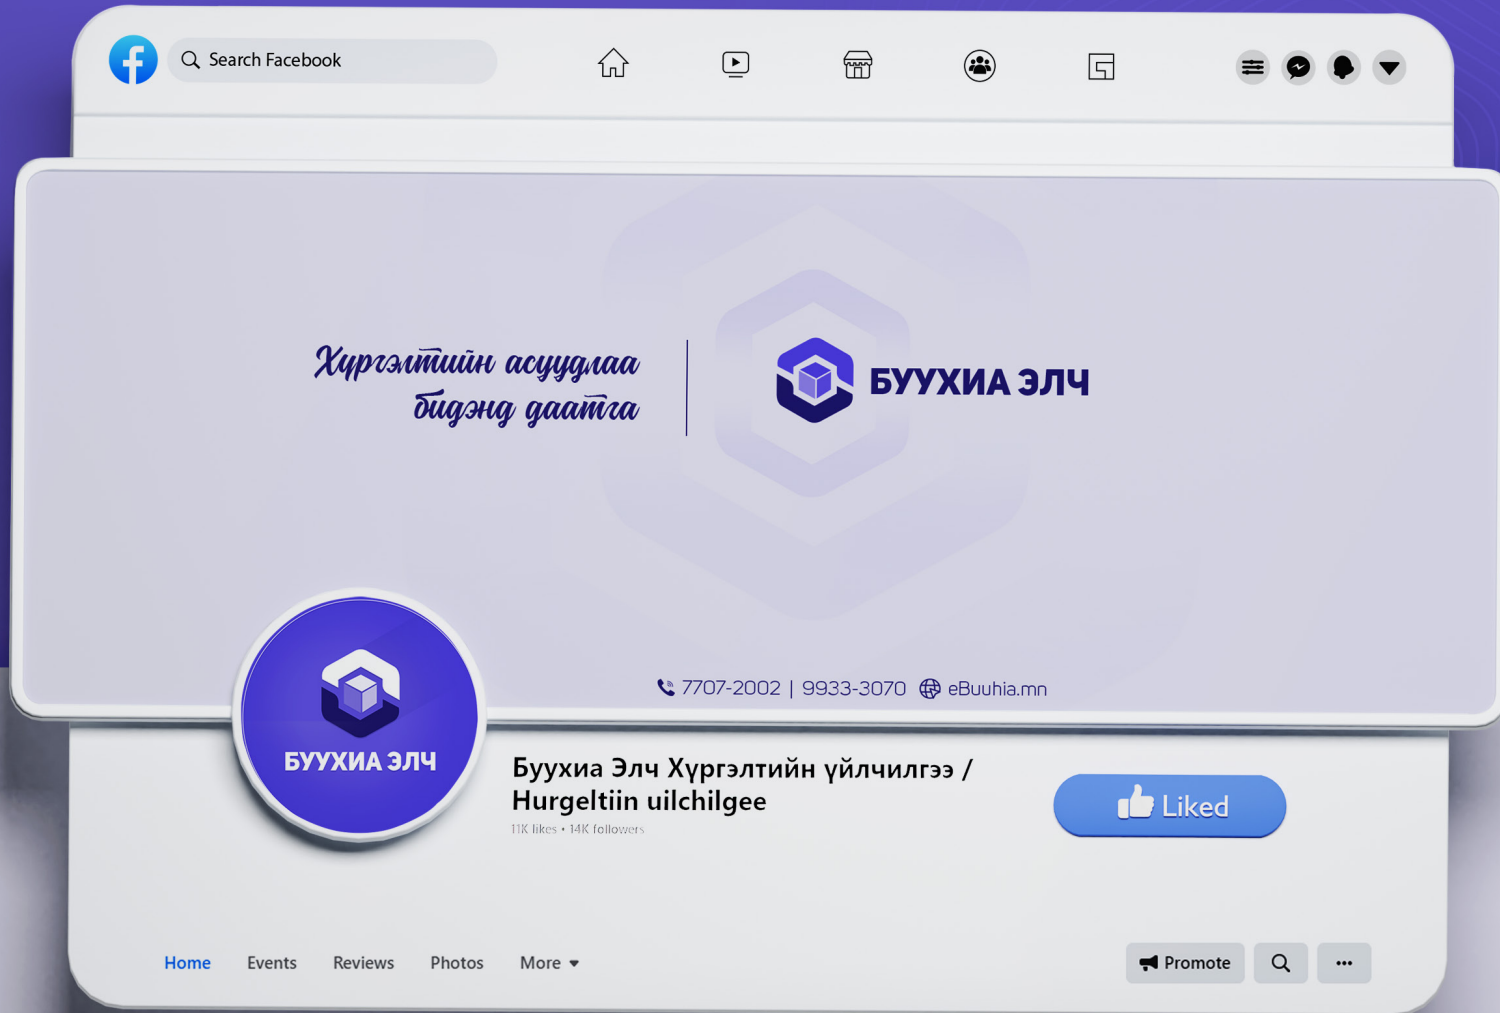 Search Facebook
Хүргэлтийн асуудлаа
бидэнд даатга
БУУХИА ЭЛЧ
7707-2002 | 9933-3070 eBuuhia.mn
БУУХИА ЭЛЧ
Буухиа Элч Хүргэлтийн үйлчилгээ /
Hurgeltiin uilchilgee
11K likes • 14K followers
Liked
Home Events Reviews Photos More
Promote